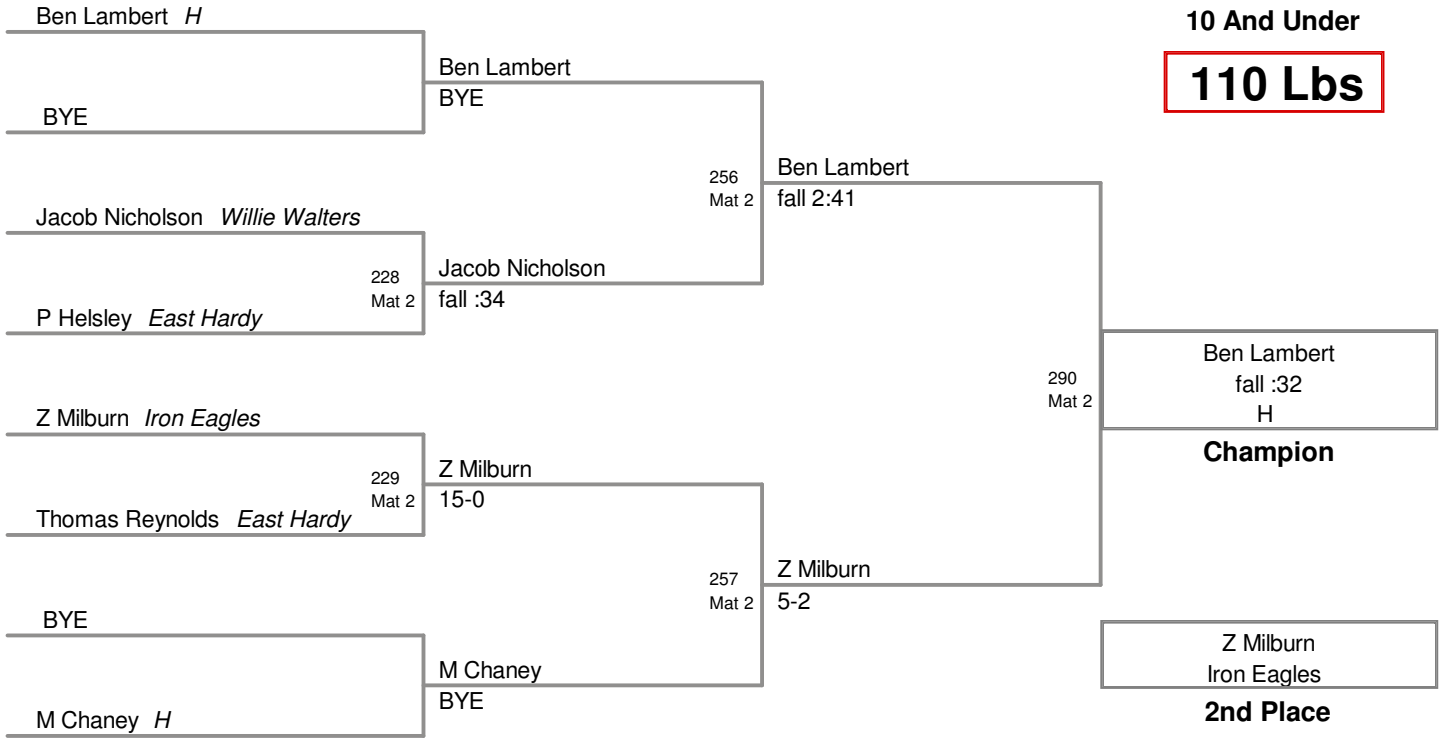 Ben Lambert H
10 And Under
110 Lbs
Ben Lambert
BYE
BYE
256
Mat 2
Ben Lambert
fall 2:41
Jacob Nicholson Willie Walters
228
Mat 2
Jacob Nicholson
fall :34
P Helsley East Hardy
290
Mat 2
Ben Lambert
fall :32
H
Champion
Z Milburn Iron Eagles
229
Mat 2
Z Milburn
15-0
Thomas Reynolds East Hardy
257
Mat 2
Z Milburn
5-2
BYE
M Chaney
BYE
M Chaney H
Z Milburn
Iron Eagles
2nd Place